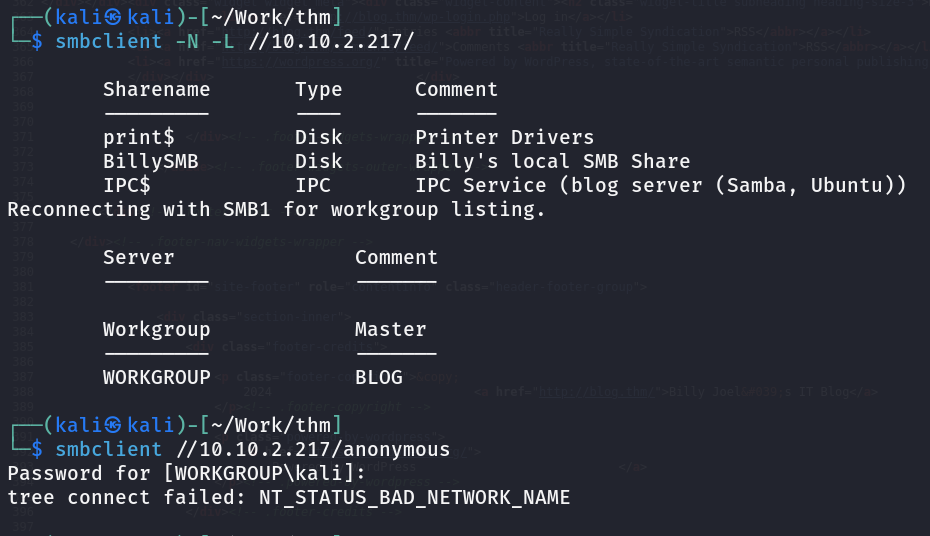 ┌──(kali㉿kali)-[~/Work/thm]
└─$ smbclient -N -L //10.10.2.217/
Sharename Type Comment
--------- ---- -------
print$ Disk Printer Drivers
BillySMB Disk Billy's local SMB Share
IPC$ IPC IPC Service (blog server (Samba, Ubuntu))
Reconnecting with SMB1 for workgroup listing.
Server Comment
--------- -------
Workgroup Master
--------- -------
WORKGROUP BLOG
┌──(kali㉿kali)-[~/Work/thm]
└─$ smbclient //10.10.2.217/anonymous
Password for [WORKGROUP\kali]:
tree connect failed: NT_STATUS_BAD_NETWORK_NAME